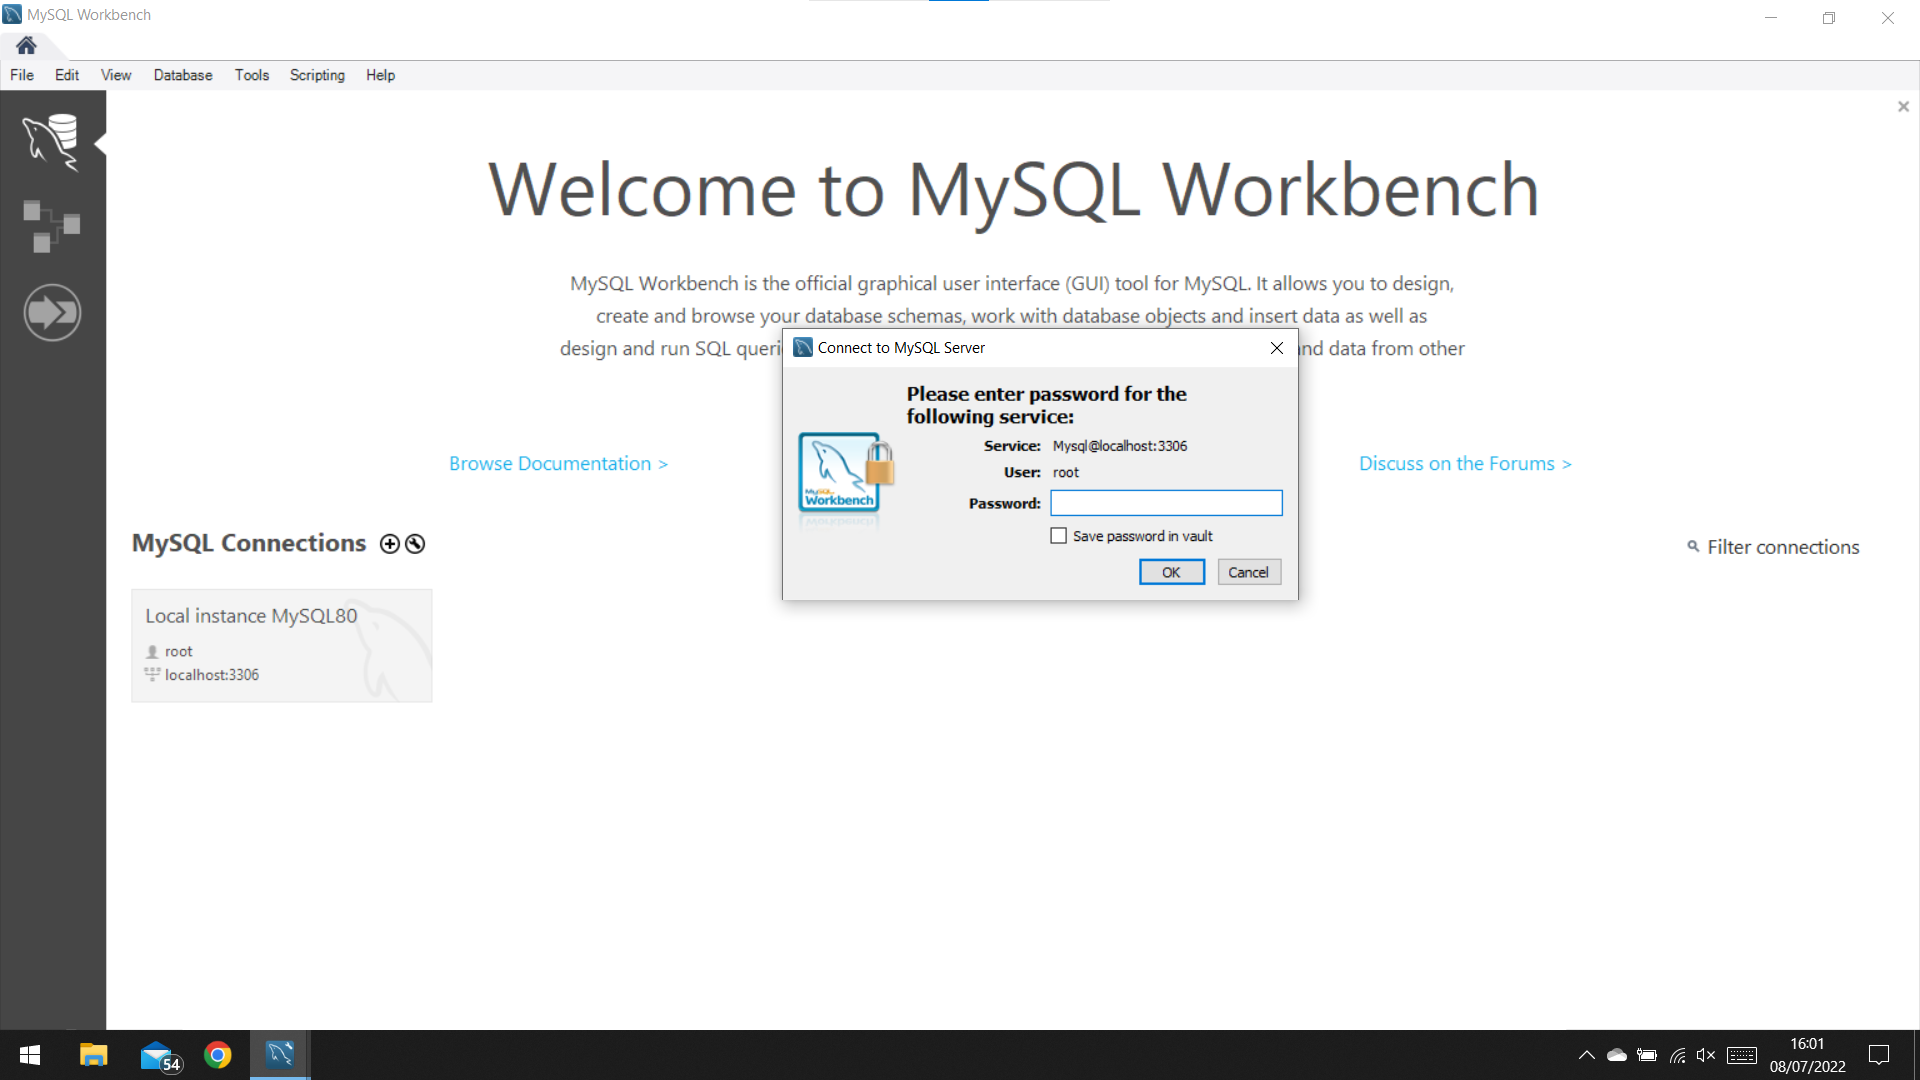 MySQL Workbench
File Edit View Database Tools Scripting Help
Welcome to MySQL Workbench
MySQL Workbench is the official graphical user interface (GUI) tool for MySQL. It allows you to design,
create and browse your database schemas, work with database objects and insert data as well as
design and run SQL queri
nd data from other
Connect to MySQL Server
Please enter password for the
following service:
Service: Mysql@localhost:3306
User: root
Password:
Save password in vault
OK Cancel
MySQL
Workbench
Browse Documentation >
Discuss on the Forums >
MySQL Connections
Filter connections
Local instance MySQL80
root
localhost:3306
54
16:01
08/07/2022